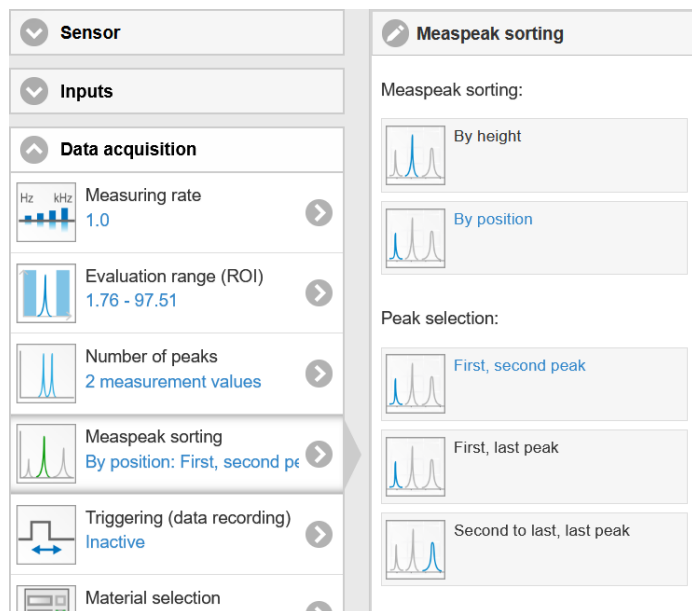 Sensor
Inputs
Data acquisition
Hz kHz
Measuring rate
1.0
Evaluation range (ROI)
1.76 - 97.51
Number of peaks
2 measurement values
Measpeak sorting
By position: First, second pe
Triggering (data recording)
Inactive
Material selection
Measpeak sorting
Measpeak sorting:
By height
By position
Peak selection:
First, second peak
First, last peak
Second to last, last peak